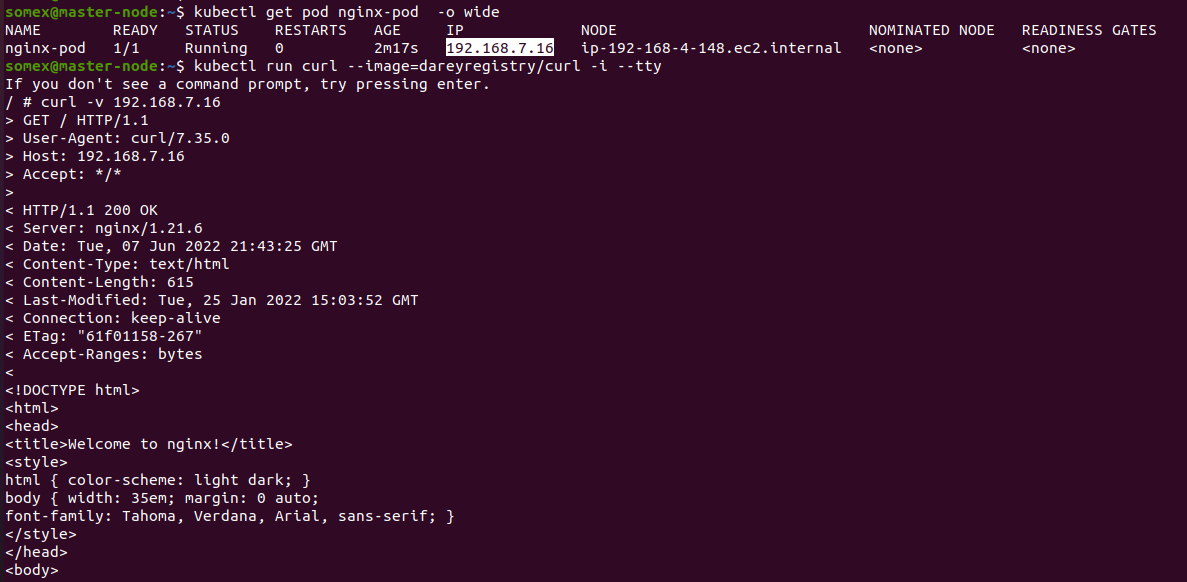 somex@master-node:~$ kubectl get pod nginx-pod  -o wide
NAME        READY   STATUS    RESTARTS   AGE     IP             NODE                            NOMINATED NODE   READINESS GATES
nginx-pod   1/1     Running   0          2m17s   192.168.7.16   ip-192-168-4-148.ec2.internal   <none>           <none>
somex@master-node:~$ kubectl run curl --image=dareyregistry/curl -i --tty
If you don't see a command prompt, try pressing enter.
/ # curl -v 192.168.7.16
> GET / HTTP/1.1
> User-Agent: curl/7.35.0
> Host: 192.168.7.16
> Accept: */*
>
< HTTP/1.1 200 OK
< Server: nginx/1.21.6
< Date: Tue, 07 Jun 2022 21:43:25 GMT
< Content-Type: text/html
< Content-Length: 615
< Last-Modified: Tue, 25 Jan 2022 15:03:52 GMT
< Connection: keep-alive
< ETag: "61f01158-267"
< Accept-Ranges: bytes
<
<!DOCTYPE html>
<html>
<head>
<title>Welcome to nginx!</title>
<style>
html { color-scheme: light dark; }
body { width: 35em; margin: 0 auto;
font-family: Tahoma, Verdana, Arial, sans-serif; }
</style>
</head>
<body>